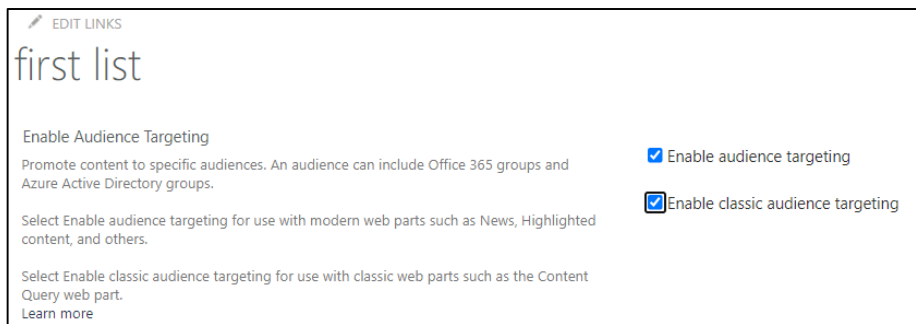 EDIT LINKS
first list
Enable Audience Targeting
Promote content to specific audiences. An audience can include Office 365 groups and
Azure Active Directory groups.
Select Enable audience targeting for use with modern web parts such as News, Highlighted
content, and others.
Select Enable classic audience targeting for use with classic web parts such as the Content
Query web part.
Learn more
Enable audience targeting
Enable classic audience targeting